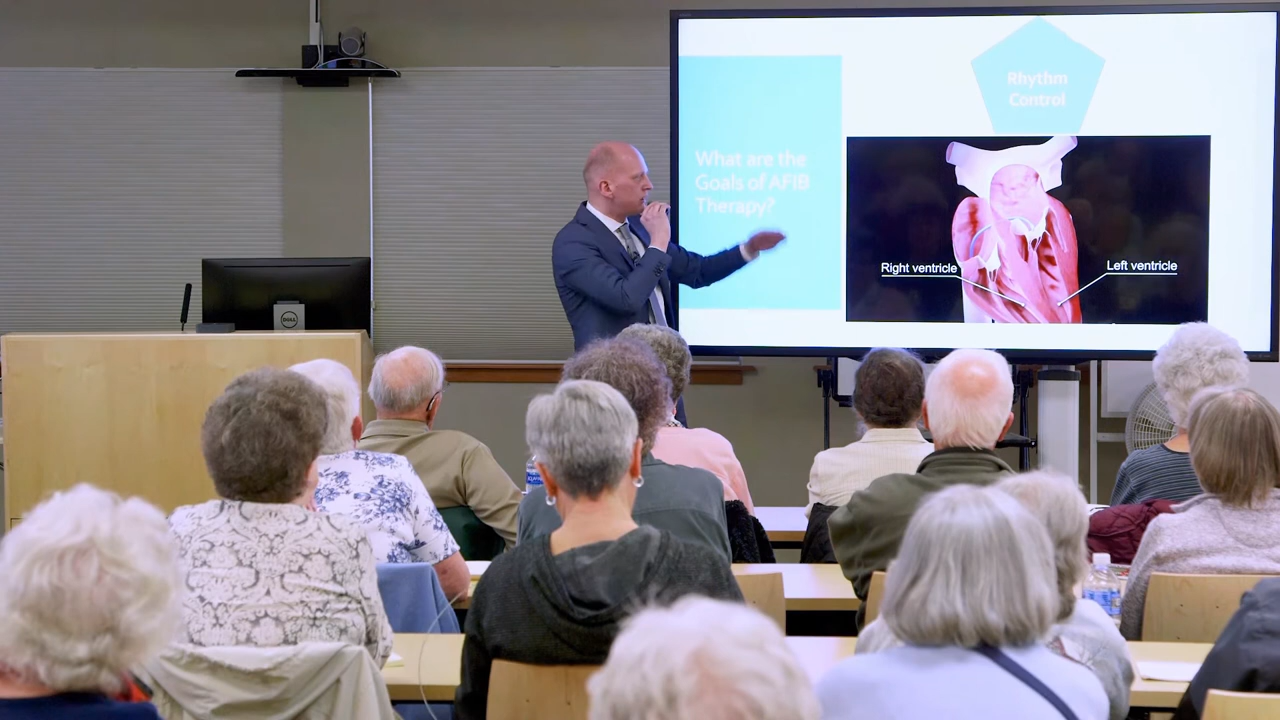 Rhythm
Control
What are the
Goals of AFIB
Therapy?
Right ventricle
Left ventricle
DELL